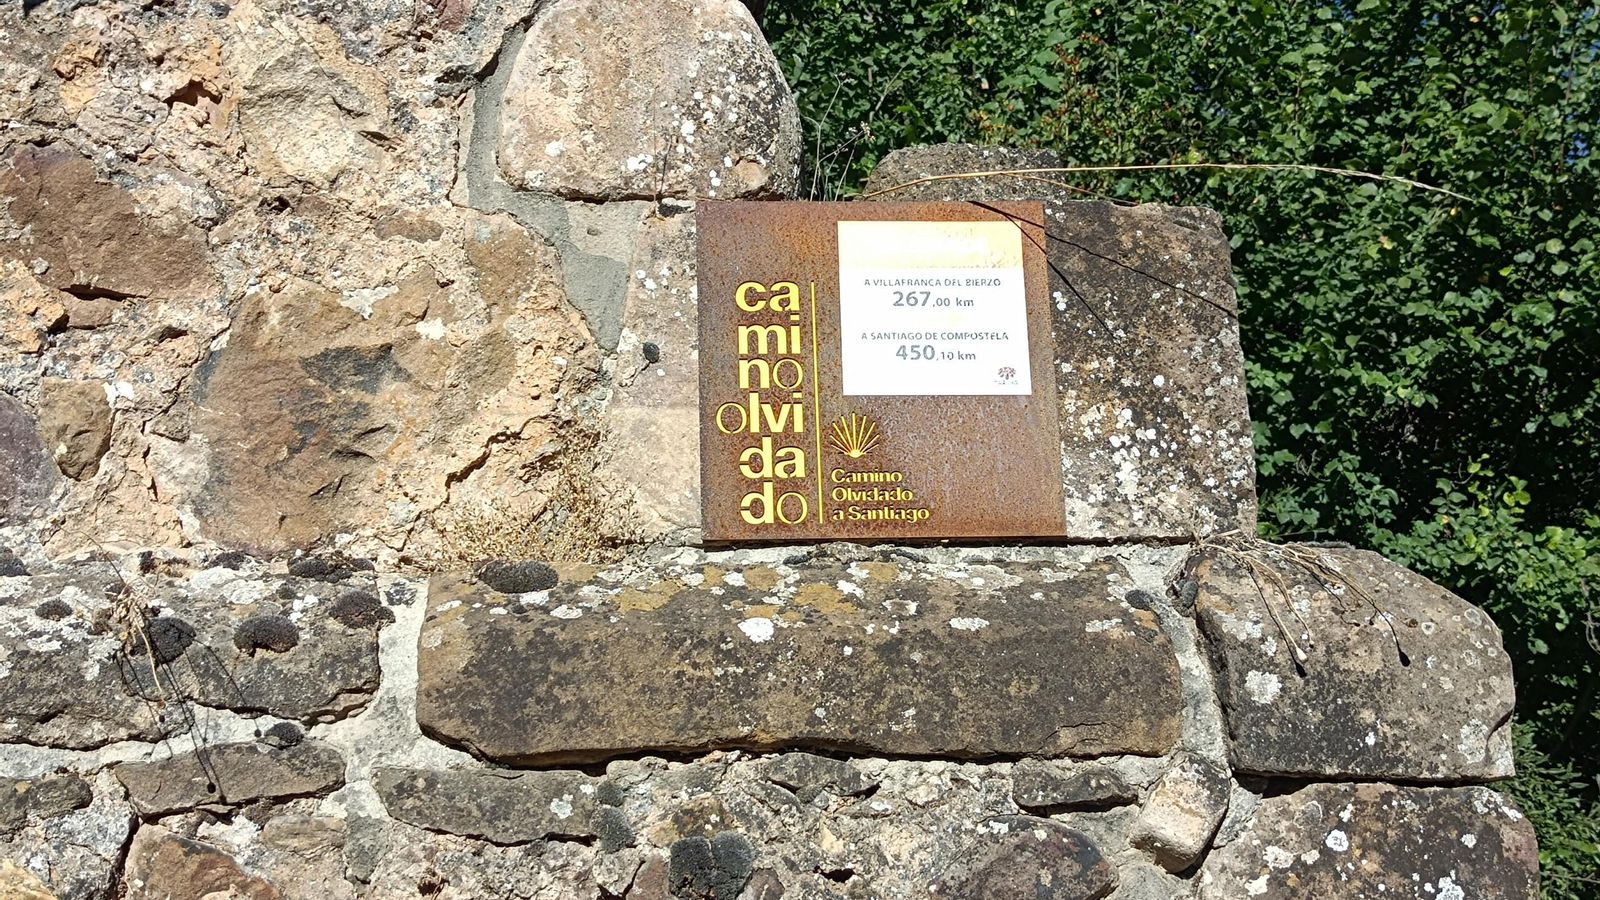 ca
mi
no
olvi
da
do
Camino
Olvidado
a Santiago
A VILLAFRANCA DEL BIERZO
267,00 km
A SANTIAGO DE COMPOSTELA
450,10 km